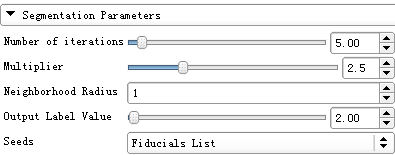 Segmentation Parameters
Number of iterations 5.00
Multiplier 2.5
Neighborhood Radius 1
Output Label Value 2.00
Seeds Fiducials List